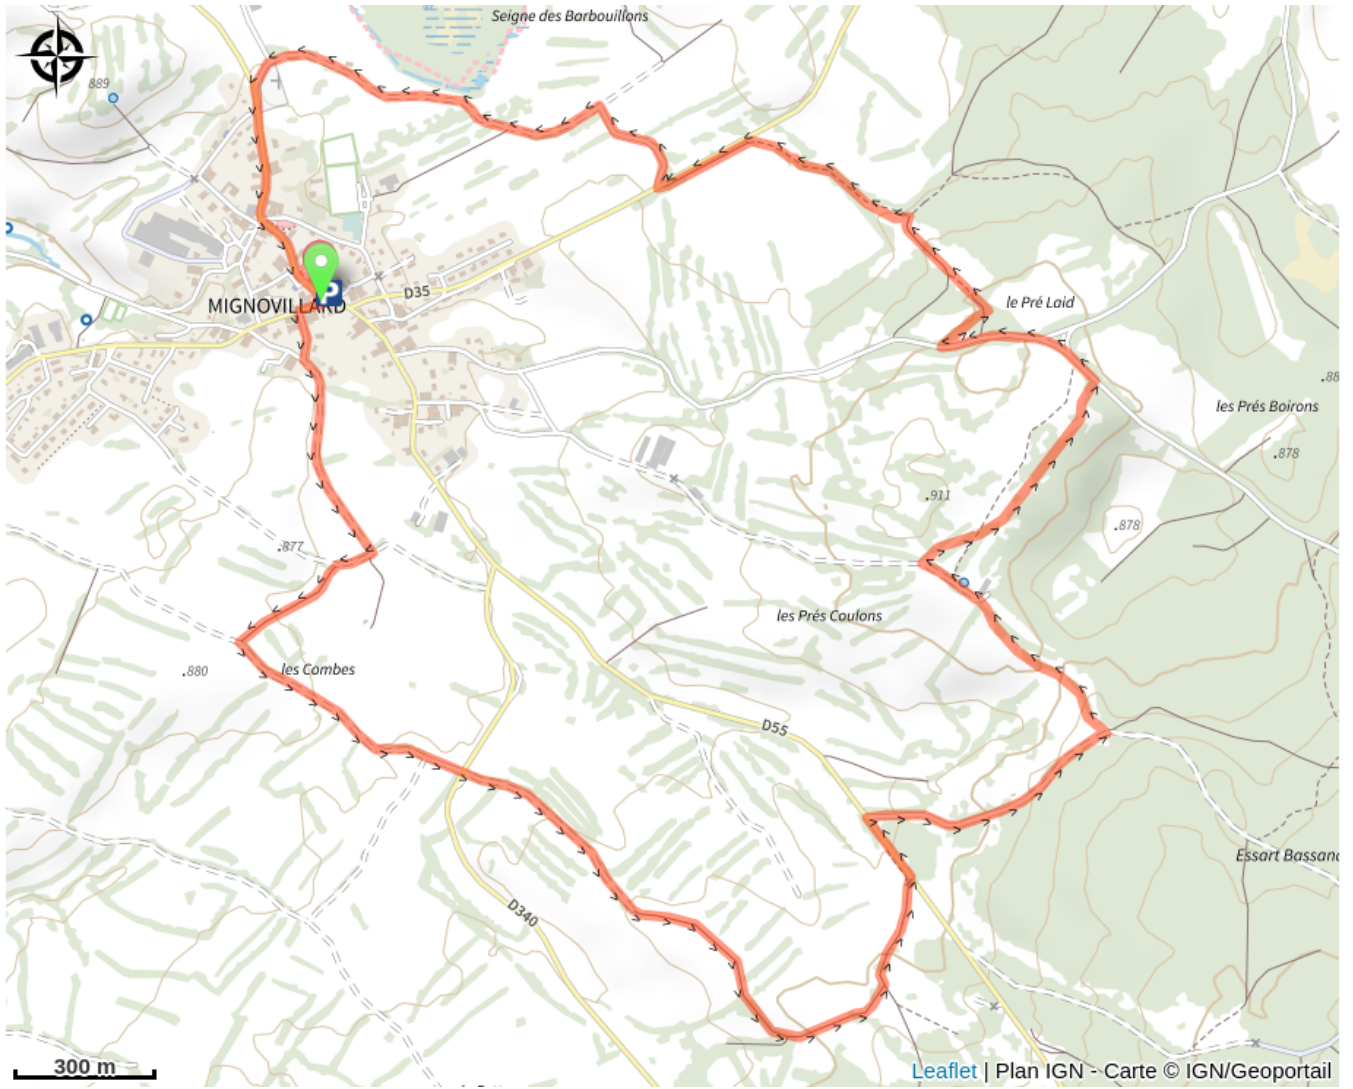 Seigne des Barbouillons
889
MIGNOVILLARD
P
D35
le Pré Laid
les Prés Boirons
.878
.911
.878
.877
les Prés Coulons
.880
les Combes
D55
Essart Bassand
D340
300 m
Leaflet | Plan IGN - Carte © IGN/Geoportail